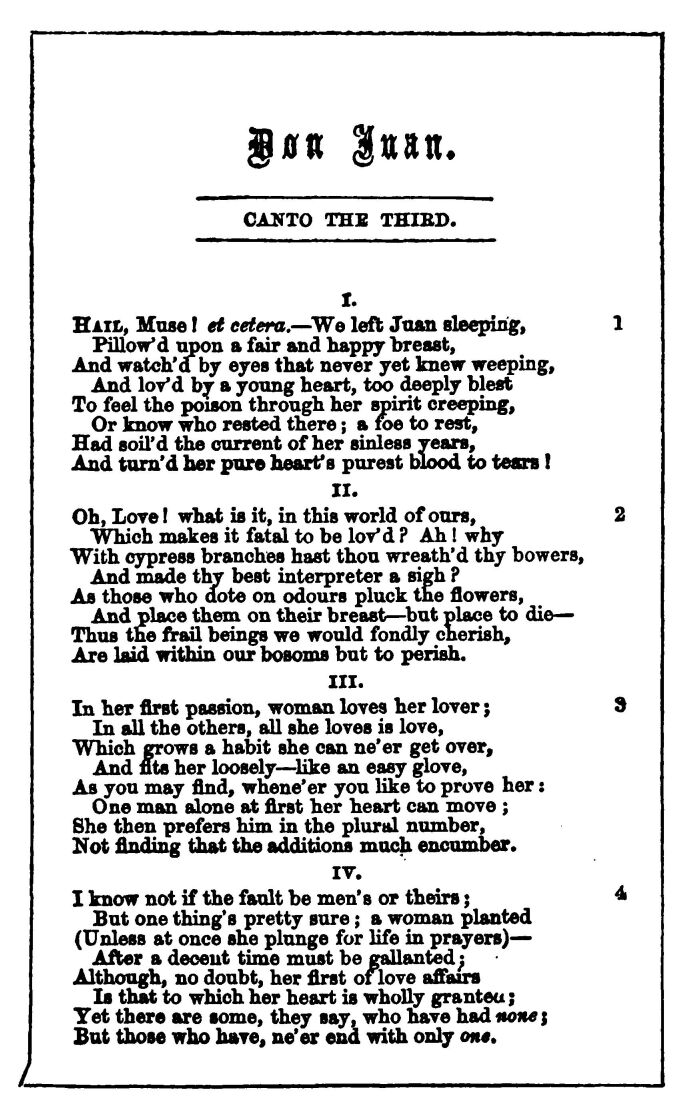 Don Juan.
CANTO THE THIRD.
I.
HAIL, Muse! et cetera.—We left Juan sleeping, 1
Pillow'd upon a fair and happy breast,
And watch'd by eyes that never yet knew weeping,
And lov'd by a young heart, too deeply blest
To feel the poison through her spirit creeping,
Or know who rested there; a foe to rest,
Had soil'd the current of her sinless years,
And turn'd her pure heart's purest blood to tears!
II.
Oh, Love! what is it, in this world of ours, 2
Which makes it fatal to be lov'd? Ah! why
With cypress branches hast thou wreath'd thy bowers,
And made thy best interpreter a sigh?
As those who dote on odours pluck the flowers,
And place them on their breast—but place to die—
Thus the frail beings we would fondly cherish,
Are laid within our bosoms but to perish.
III.
In her first passion, woman loves her lover; 3
In all the others, all she loves is love,
Which grows a habit she can ne'er get over,
And fits her loosely—like an easy glove,
As you may find, whene'er you like to prove her:
One man alone at first her heart can move;
She then prefers him in the plural number,
Not finding that the additions much encumber.
IV.
I know not if the fault be men's or theirs; 4
But one thing's pretty sure; a woman planted
(Unless at once she plunge for life in prayers)—
After a decent time must be gallanted;
Although, no doubt, her first of love affairs
Is that to which her heart is wholly granted;
Yet there are some, they say, who have had none;
But those who have, ne'er end with only one.